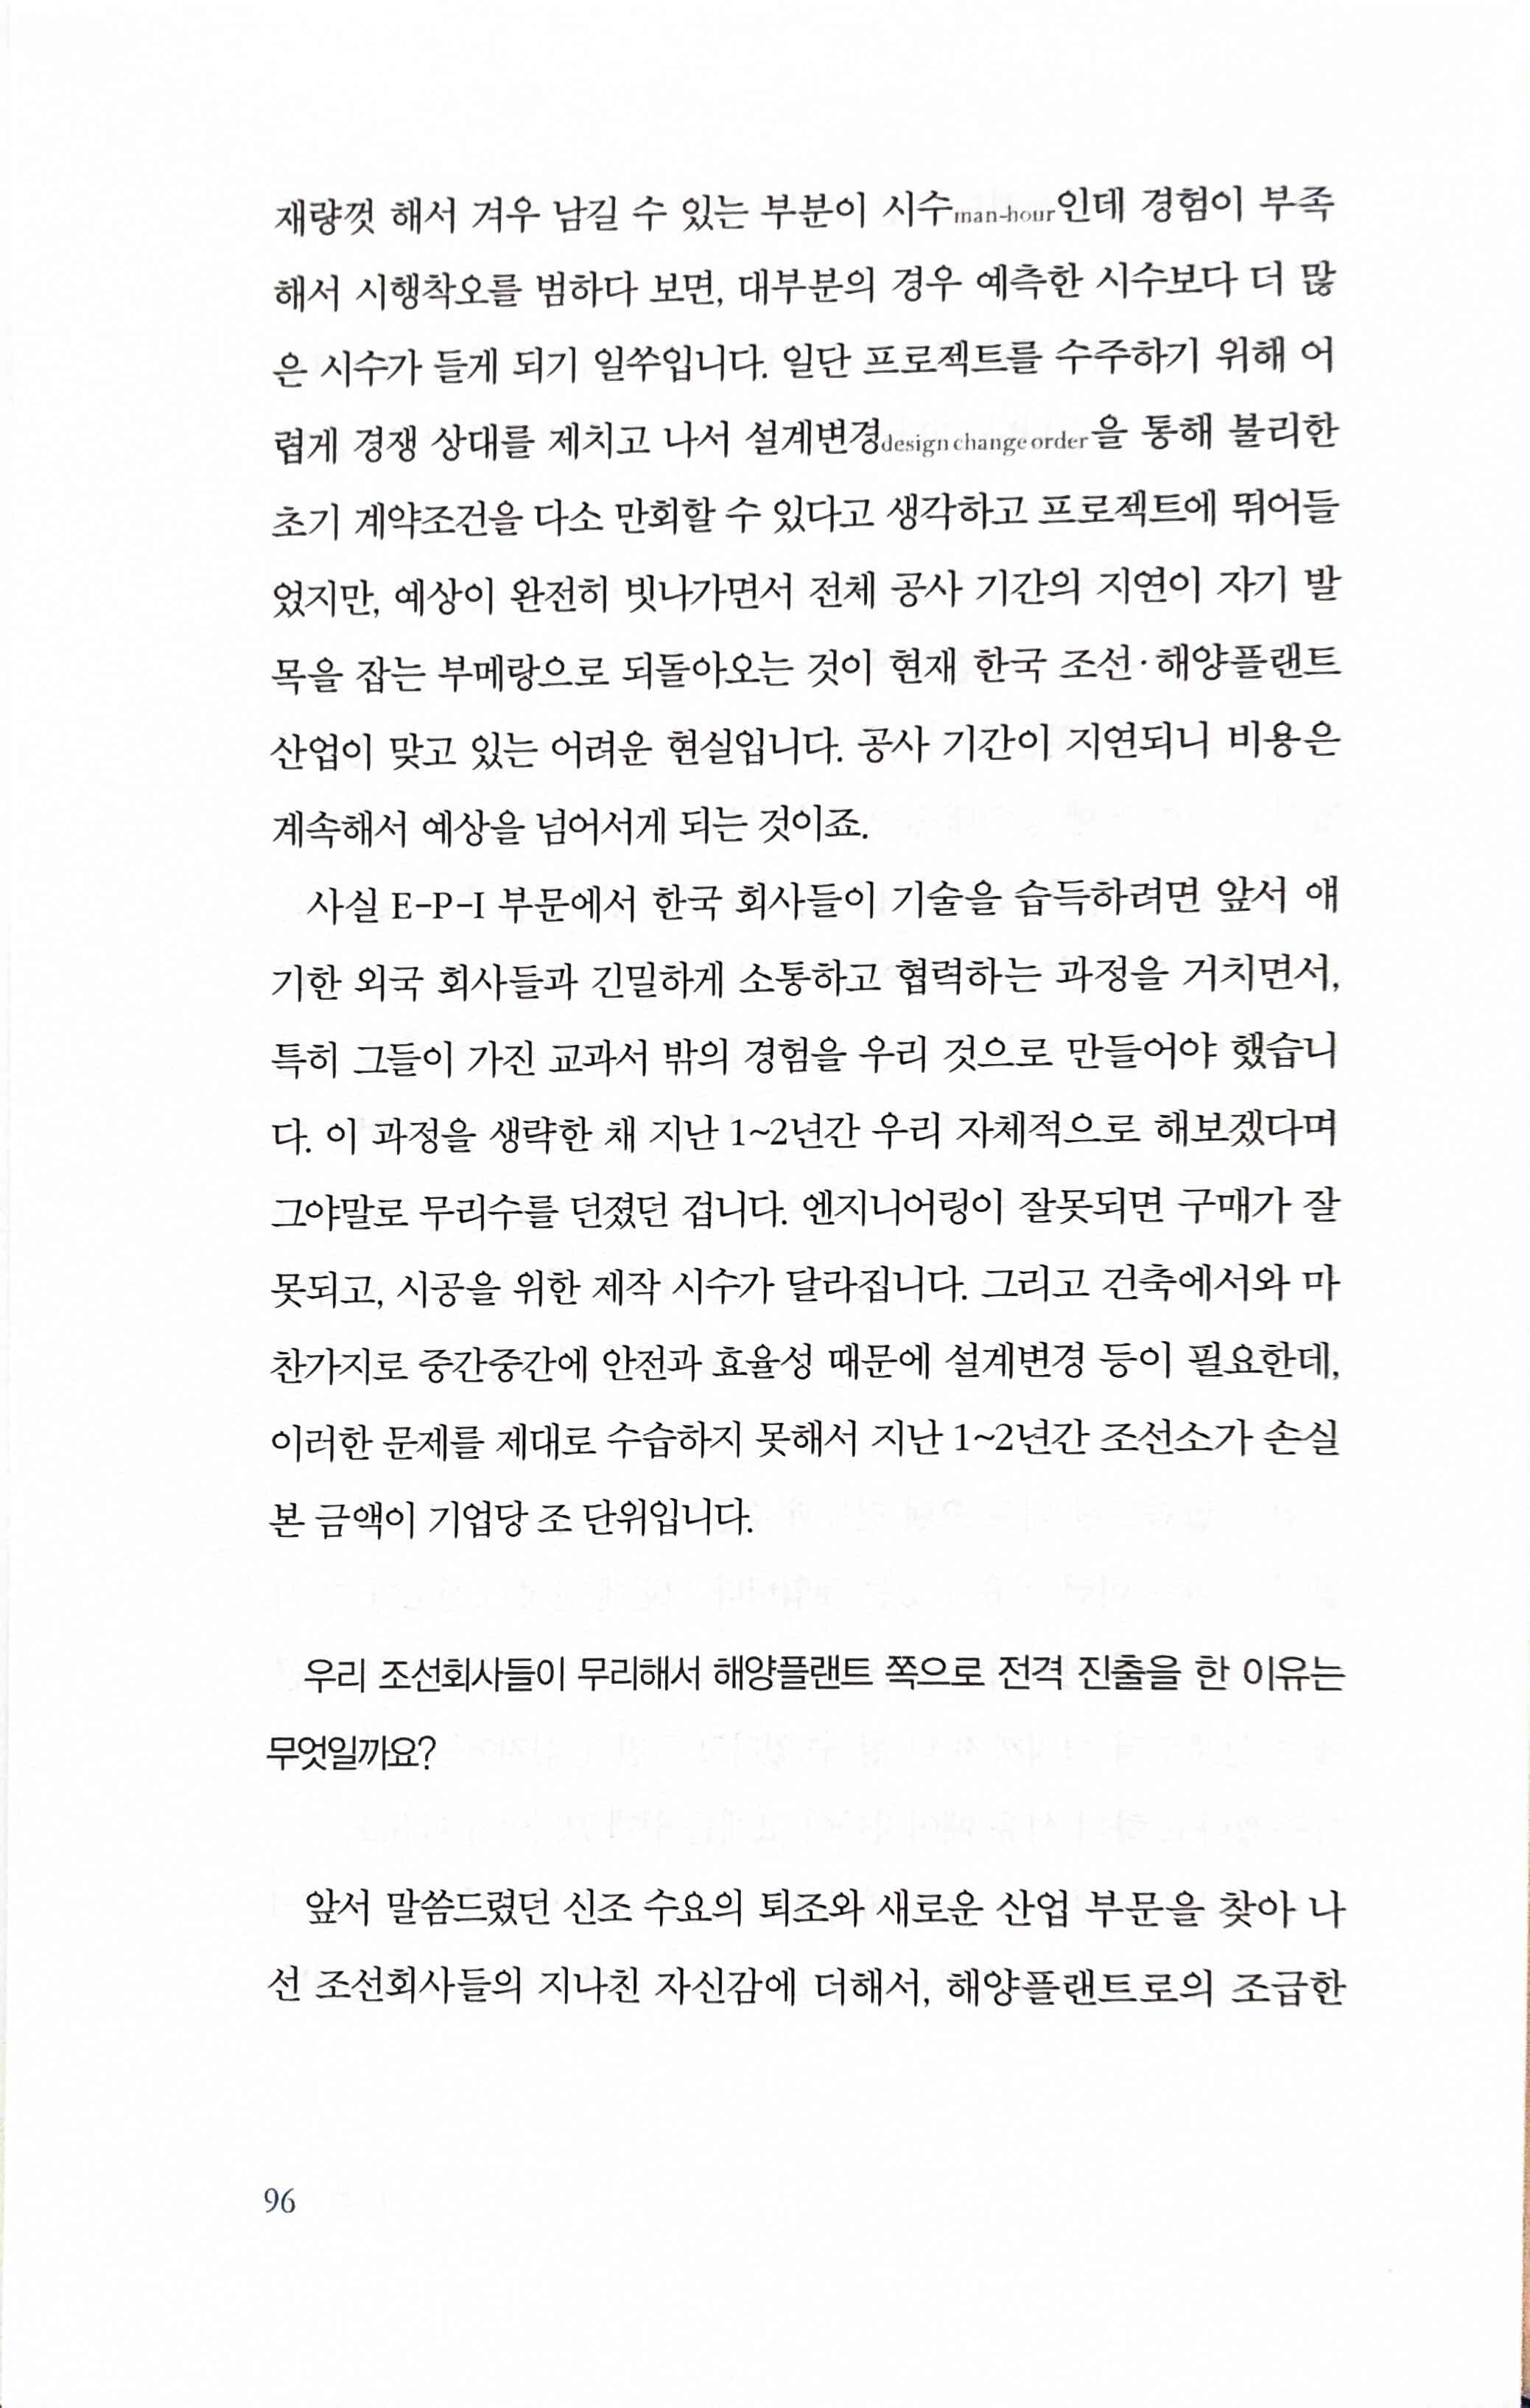 재량껏 해서 겨우 남길 수 있는 부분이 시수man-hour인데 경험이 부족
해서 시행착오를 범하다 보면, 대부분의 경우 예측한 시수보다 더 많
은 시수가 들게 되기 일쑤입니다. 일단 프로젝트를 수주하기 위해 어
렵게 경쟁 상대를 제치고 나서 설계변경design change order을 통해 불리한
초기 계약조건을 다소 만회할 수 있다고 생각하고 프로젝트에 뛰어들
었지만, 예상이 완전히 빗나가면서 전체 공사 기간의 지연이 자기 발
목을 잡는 부메랑으로 되돌아오는 것이 현재 한국 조선·해양플랜트
산업이 맞고 있는 어려운 현실입니다. 공사 기간이 지연되니 비용은
계속해서 예상을 넘어서게 되는 것이죠.
사실 E-P-I 부문에서 한국 회사들이 기술을 습득하려면 앞서 얘
기한 외국 회사들과 긴밀하게 소통하고 협력하는 과정을 거치면서,
특히 그들이 가진 교과서 밖의 경험을 우리 것으로 만들어야 했습니
다. 이 과정을 생략한 채 지난 1~2년간 우리 자체적으로 해보겠다며
그야말로 무리수를 던졌던 겁니다. 엔지니어링이 잘못되면 구매가 잘
못되고, 시공을 위한 제작 시수가 달라집니다. 그리고 건축에서와 마
찬가지로 중간중간에 안전과 효율성 때문에 설계변경 등이 필요한데,
이러한 문제를 제대로 수습하지 못해서 지난 1~2년간 조선소가 손실
본 금액이 기업당 조 단위입니다.
우리 조선회사들이 무리해서 해양플랜트 쪽으로 전격 진출을 한 이유는
무엇일까요?
앞서 말씀드렸던 신조 수요의 퇴조와 새로운 산업 부문을 찾아 나
선 조선회사들의 지나친 자신감에 더해서, 해양플랜트로의 조급한
96